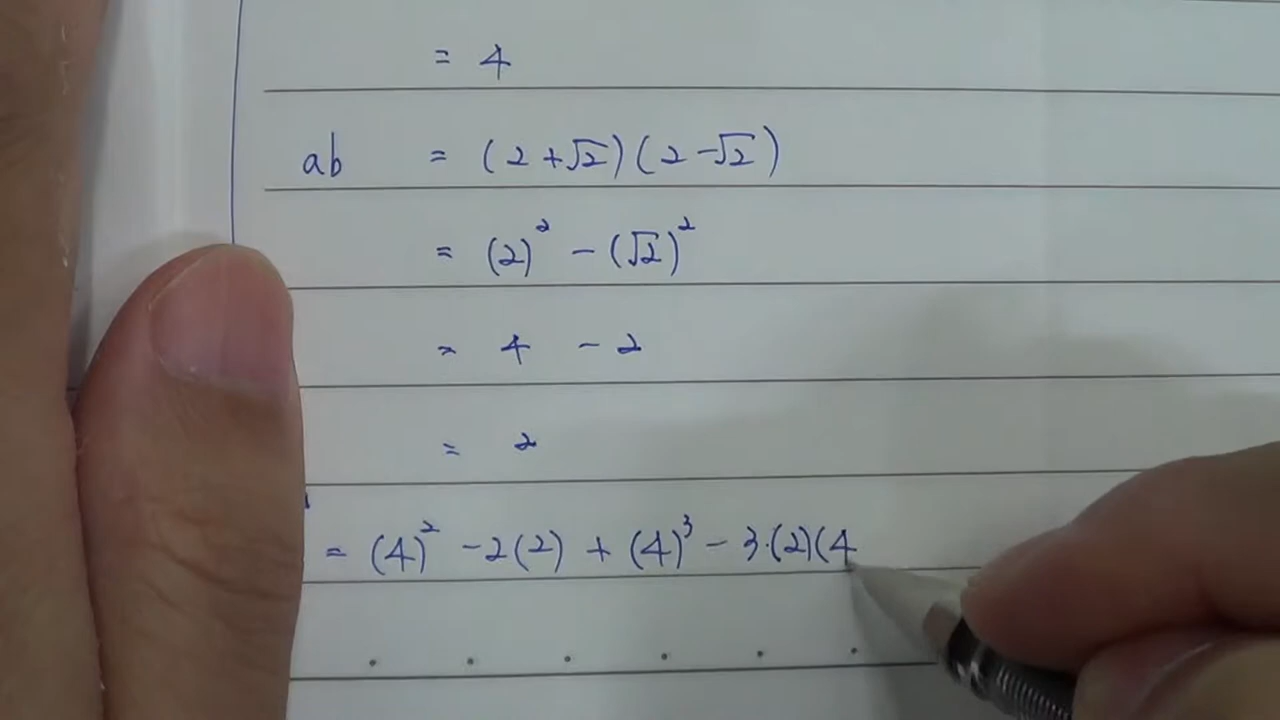 = 4
ab = (2+√2)(2-√2)
= (2)² - (√2)²
= 4 - 2
= 2
= (4)² - 2(2) + (4)³ - 3·(2)(4